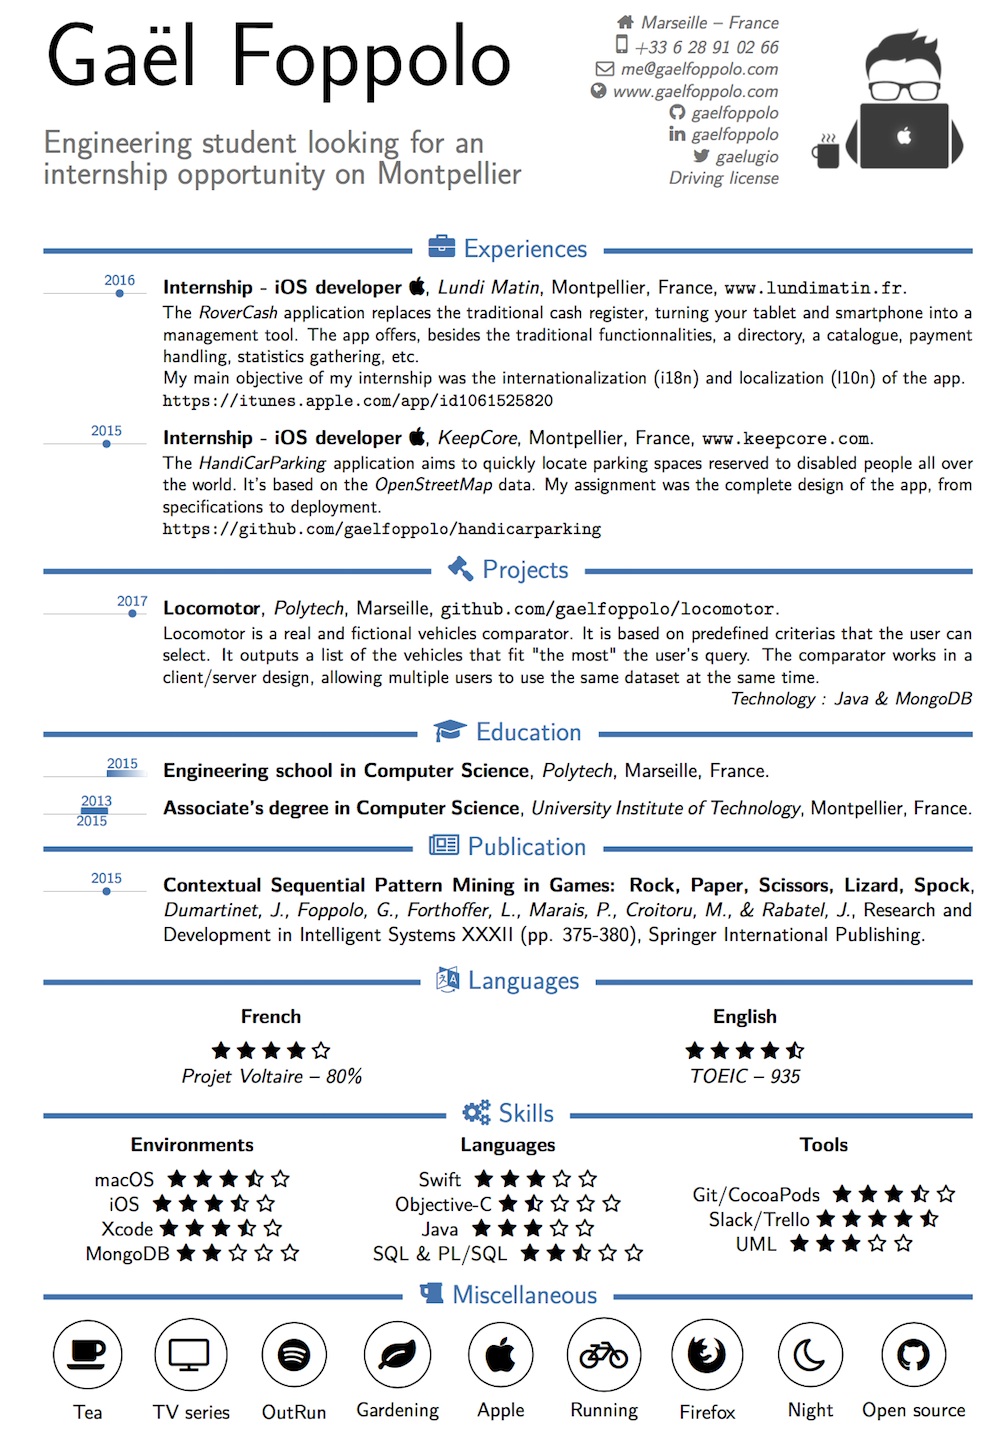 Gaël Foppolo
Engineering student looking for an
internship opportunity on Montpellier
Marseille – France
+33 6 28 91 02 66
me@gaelfoppolo.com
www.gaelfoppolo.com
gaelfoppolo
gaelfoppolo
gaelugio
Driving license
Experiences
2016
Internship - iOS developer , Lundi Matin, Montpellier, France, www.lundimatin.fr.
The RoverCash application replaces the traditional cash register, turning your tablet and smartphone into a
management tool. The app offers, besides the traditional functionnalities, a directory, a catalogue, payment
handling, statistics gathering, etc.
My main objective of my internship was the internationalization (i18n) and localization (l10n) of the app.
https://itunes.apple.com/app/id1061525820
2015
Internship - iOS developer , KeepCore, Montpellier, France, www.keepcore.com.
The HandiCarParking application aims to quickly locate parking spaces reserved to disabled people all over
the world. It's based on the OpenStreetMap data. My assignment was the complete design of the app, from
specifications to deployment.
https://github.com/gaelfoppolo/handicarparking
Projects
2017
Locomotor, Polytech, Marseille, github.com/gaelfoppolo/locomotor.
Locomotor is a real and fictional vehicles comparator. It is based on predefined criterias that the user can
select. It outputs a list of the vehicles that fit "the most" the user's query. The comparator works in a
client/server design, allowing multiple users to use the same dataset at the same time.
Technology : Java & MongoDB
Education
2015
Engineering school in Computer Science, Polytech, Marseille, France.
2013
2015
Associate's degree in Computer Science, University Institute of Technology, Montpellier, France.
Publication
2015
Contextual Sequential Pattern Mining in Games: Rock, Paper, Scissors, Lizard, Spock,
Dumartinet, J., Foppolo, G., Forthoffer, L., Marais, P., Croitoru, M., & Rabatel, J., Research and
Development in Intelligent Systems XXXII (pp. 375-380), Springer International Publishing.
Languages
French
Projet Voltaire – 80%
English
TOEIC – 935
Skills
Environments
macOS
iOS
Xcode
MongoDB
Languages
Swift
Objective-C
Java
SQL & PL/SQL
Tools
Git/CocoaPods
Slack/Trello
UML
Miscellaneous
Tea
TV series
OutRun
Gardening
Apple
Running
Firefox
Night
Open source